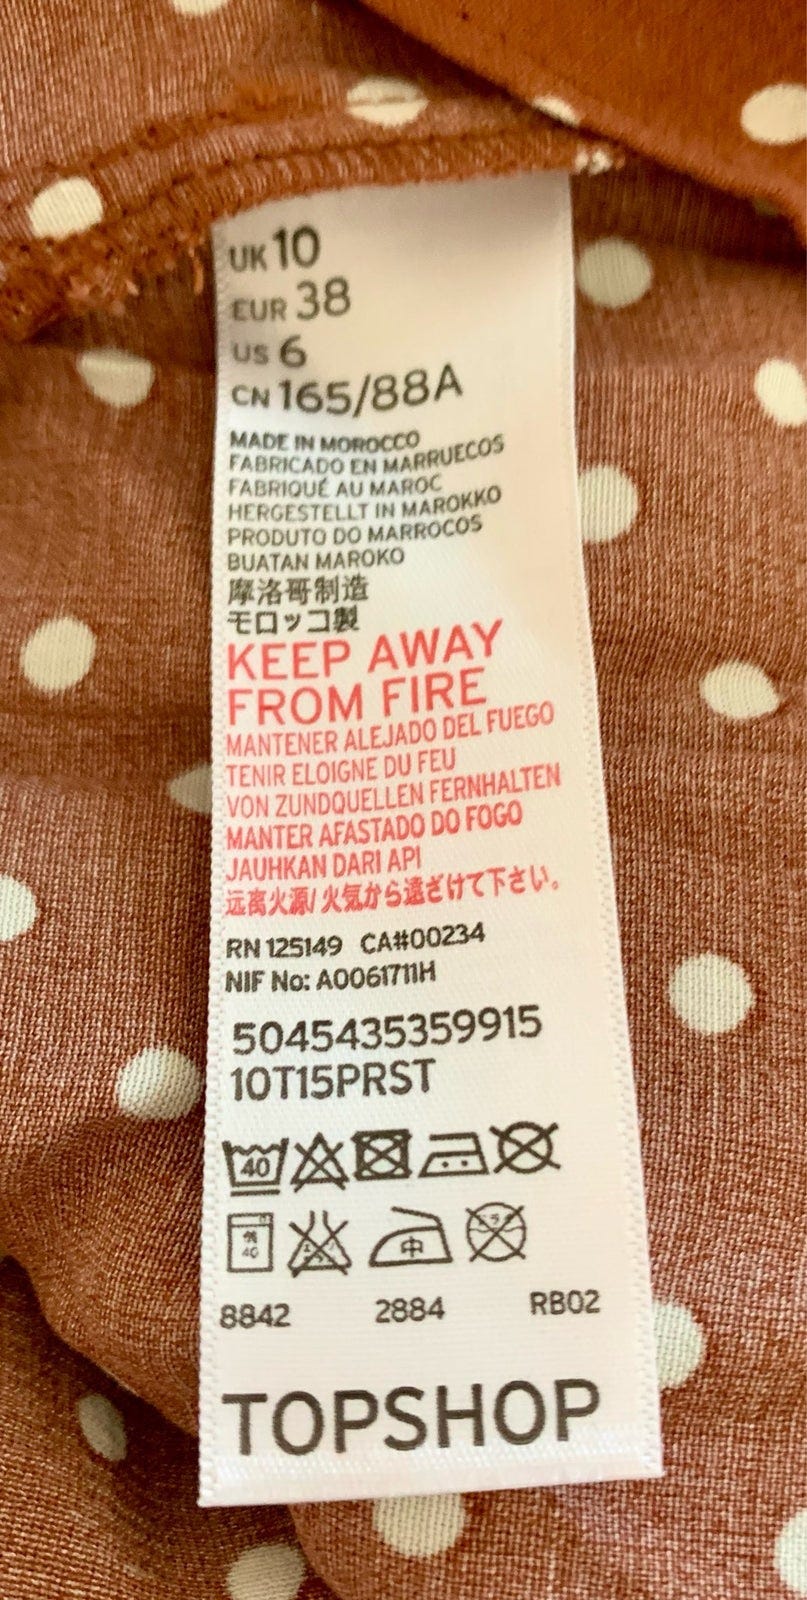 UK 10
EUR 38
US 6
CN 165/88A
MADE IN MOROCCO
FABRICADO EN MARRUECOS
FABRIQUÉ AU MAROC
HERGESTELLT IN MAROKKO
PRODUTO DO MARROCOS
BUATAN MAROKO
摩洛哥制造
モロッコ製
KEEP AWAY
FROM FIRE
MANTENER ALEJADO DEL FUEGO
TENIR ELOIGNE DU FEU
VON ZUNDQUELLEN FERNHALTEN
MANTER AFASTADO DO FOGO
JAUHKAN DARI API
远离火源/火気から遠ざけて下さい。
RN 125149 CA#00234
NIF No: A0061711H
5045435359915
10T15PRST
40
40 中
8842 2884 RB02
TOPSHOP